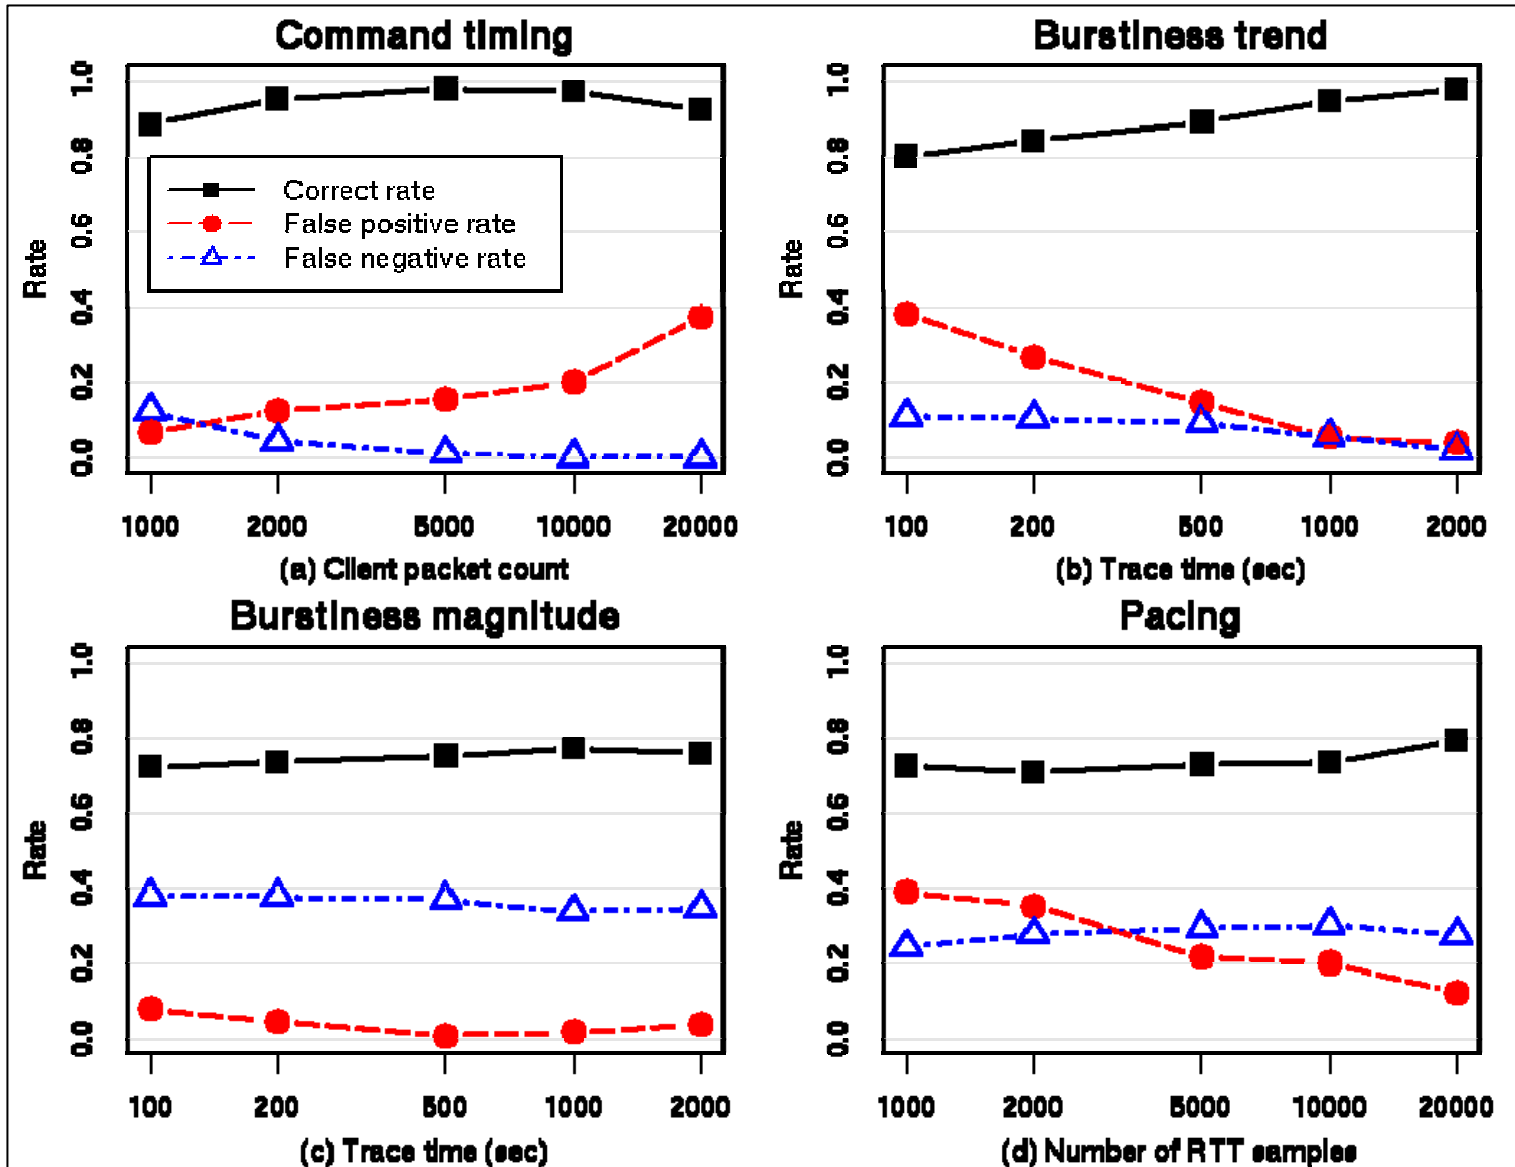 Command timing
1.0
0.8
0.6
0.4
0.2
0.0
Rate
Correct rate
False positive rate
False negative rate
1000 2000 5000 10000 20000
(a) Client packet count
Burstiness trend
1.0
0.8
0.6
0.4
0.2
0.0
Rate
100 200 500 1000 2000
(b) Trace time (sec)
Burstiness magnitude
1.0
0.8
0.6
0.4
0.2
0.0
Rate
100 200 500 1000 2000
(c) Trace time (sec)
Pacing
1.0
0.8
0.6
0.4
0.2
0.0
Rate
1000 2000 5000 10000 20000
(d) Number of RTT samples